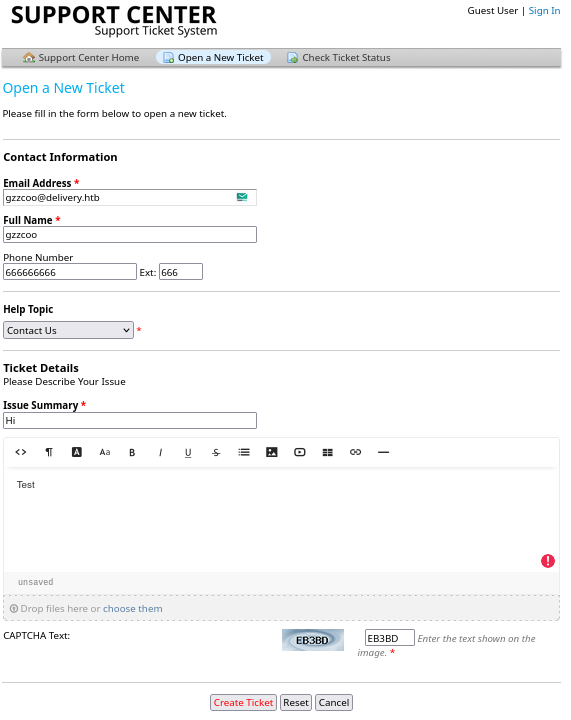 SUPPORT CENTER
Support Ticket System
Guest User | Sign In
Support Center Home Open a New Ticket Check Ticket Status
Open a New Ticket
Please fill in the form below to open a new ticket.
Contact Information
Email Address *
gzzcoo@delivery.htb
Full Name *
gzzcoo
Phone Number
666666666 Ext: 666
Help Topic
Contact Us *
Ticket Details
Please Describe Your Issue
Issue Summary *
Hi
<> ¶ A Aa B I U S
Test
unsaved
Drop files here or choose them
CAPTCHA Text: EB3BD EB3BD Enter the text shown on the
image. *
Create Ticket Reset Cancel